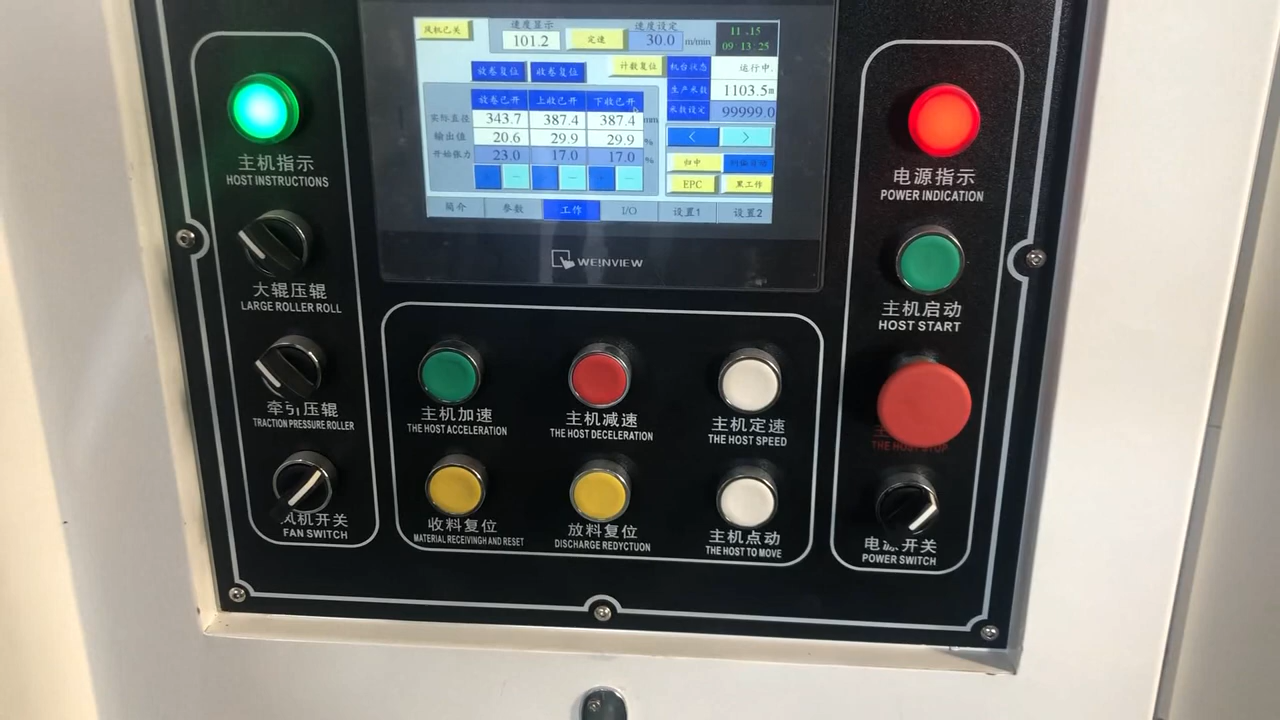 风机已关
速度显示
101.2
定速
速度设定
30.0 m/min
11 .15
09 13 25
放卷复位
收卷复位
计数复位
机台状态
运行中.
生产米数
1103.5m
米数设定
99999.0
放卷已开
上收已开
下收已开
实际直径
343.7
387.4
387.4
mm
输出值
20.6
29.9
29.9
%
开始张力
23.0
17.0
17.0
%
<
>
归中
EPC
黑工作
简介
参数
工作
I/O
设置1
设置2
WEINVIEW
主机指示
HOST INSTRUCTIONS
大辊压辊
LARGE ROLLER ROLL
牵引压辊
TRACTION PRESSURE ROLLER
风机开关
FAN SWITCH
主机加速
THE HOST ACCELERATION
主机减速
THE HOST DECELERATION
主机定速
THE HOST SPEED
收料复位
MATERIAL RECEIVINGH AND RESET
放料复位
DISCHARGE REDYCTUON
主机点动
THE HOST TO MOVE
电源指示
POWER INDICATION
主机启动
HOST START
THE HOST STOP
电源开关
POWER SWITCH